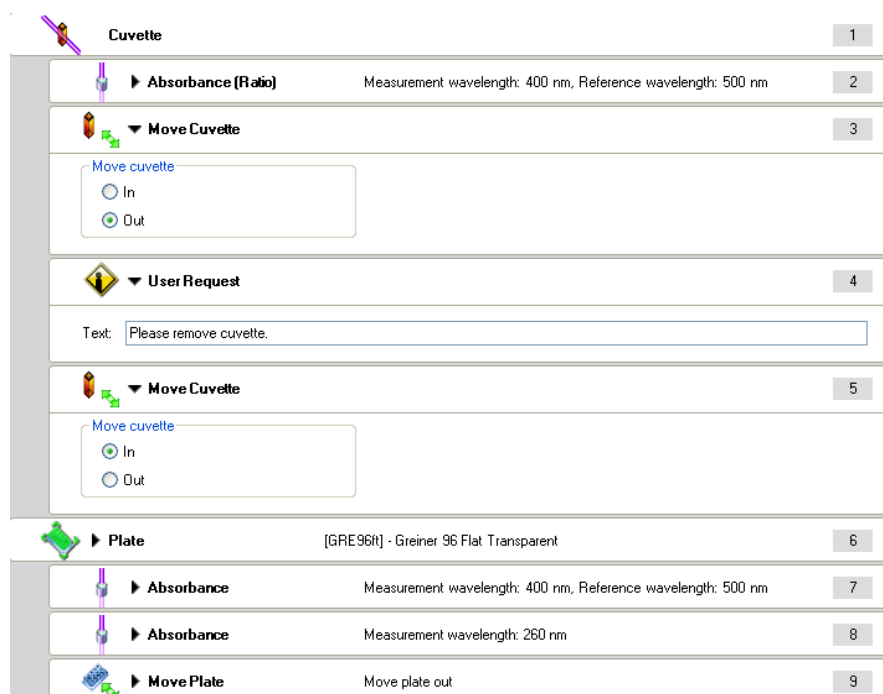 Cuvette 1
Absorbance (Ratio) Measurement wavelength: 400 nm, Reference wavelength: 500 nm 2
Move Cuvette 3
Move cuvette
In
Out
User Request 4
Text: Please remove cuvette.
Move Cuvette 5
Move cuvette
In
Out
Plate [GRE96ft] - Greiner 96 Flat Transparent 6
Absorbance Measurement wavelength: 400 nm, Reference wavelength: 500 nm 7
Absorbance Measurement wavelength: 260 nm 8
Move Plate Move plate out 9